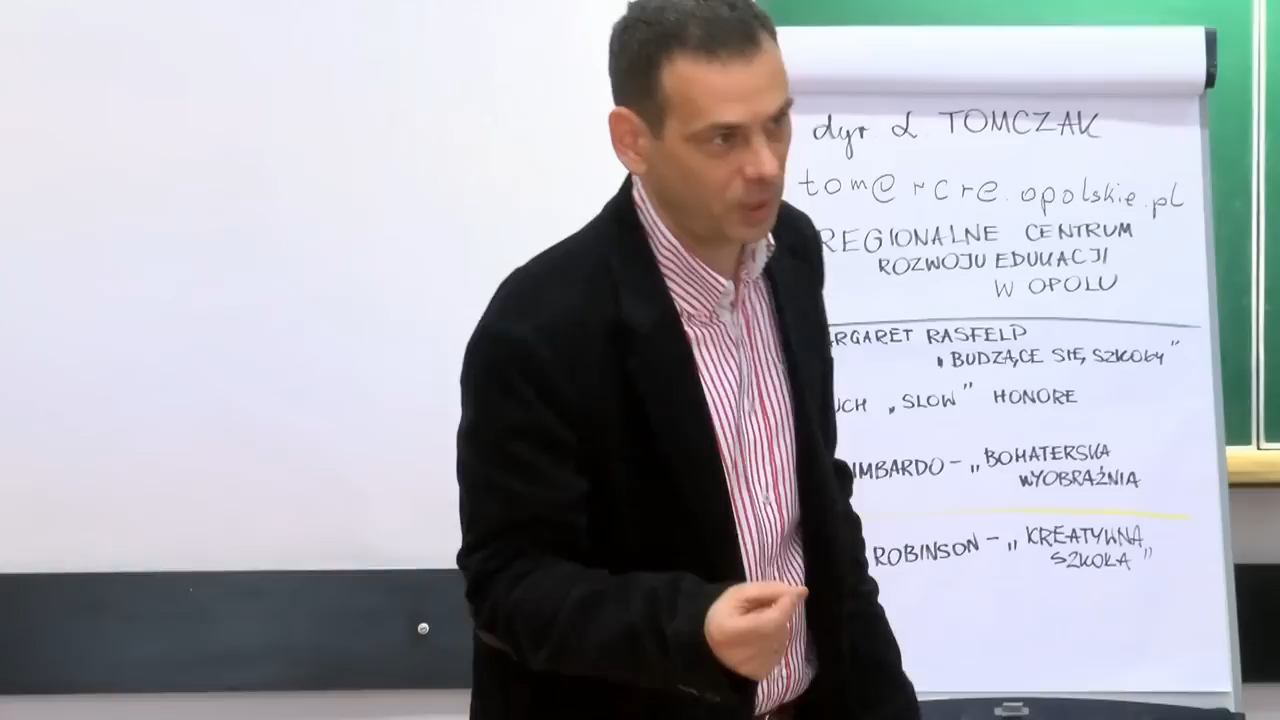 dyr L. TOMCZAK
tom@rcre.opolskie.pl
REGIONALNE CENTRUM
ROZWOJU EDUKACJI
W OPOLU
RGARET RASFELD
„BUDZĄCE SIĘ SZKOŁY”
UCH „SLOW” HONORE
IMBARDO – „BOHATERSKA
WYOBRAŹNIA
ROBINSON – „KREATYWNA
SZKOŁA”